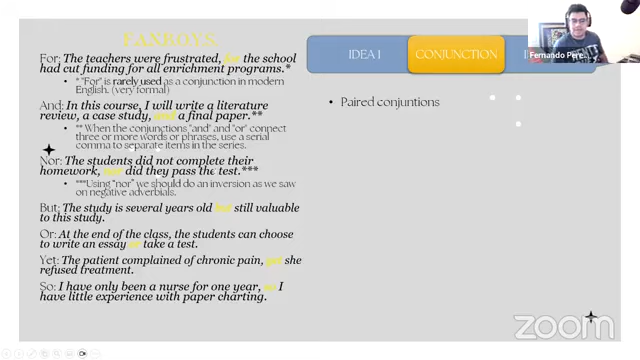 FANBOYS.
For: The teachers were frustrated, for the school
had cut funding for all enrichment programs.*
• * "For" is rarely used as a conjunction in modern
English. (very formal)
And: In this course, I will write a literature
review, a case study, and a final paper.**
• ** When the conjunctions "and" and "or" connect
three or more words or phrases, use a serial
comma to separate items in the series.
Nor: The students did not complete their
homework, nor did they pass the test.***
• ***Using "nor" we should do an inversion as we saw
on negative adverbials.
But: The study is several years old but still valuable
to this study.
Or: At the end of the class, the students can choose
to write an essay or take a test.
Yet: The patient complained of chronic pain, yet she
refused treatment.
So: I have only been a nurse for one year, so I
have little experience with paper charting.
IDEA 1
CONJUNCTION
• Paired conjuntions
Fernando Pére...
zoom